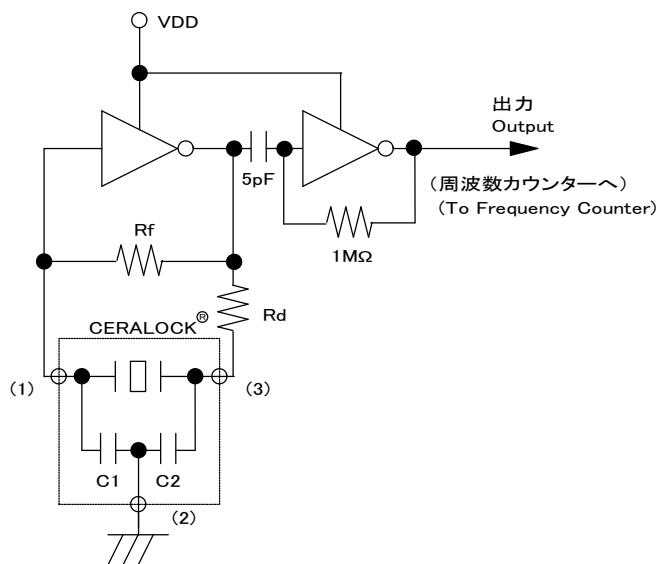 VDD
出力
Output
5pF
(周波数カウンターへ)
(To Frequency Counter)
Rf
1MΩ
Rd
CERALOCK®
(1)
(3)
C1
C2
(2)